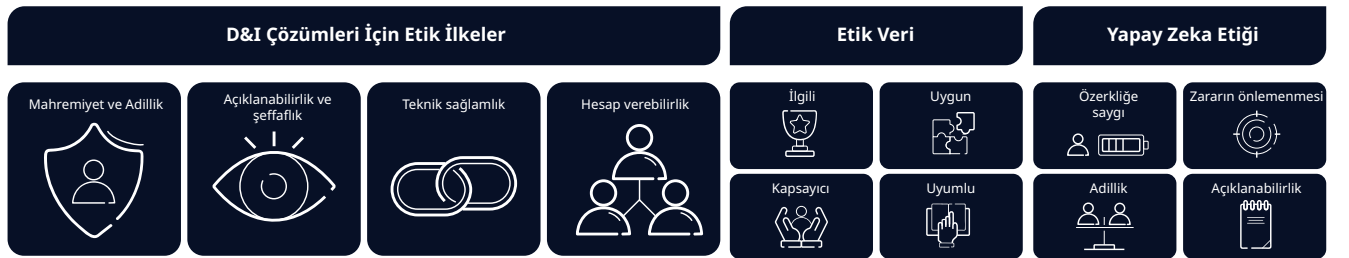 D&I Çözümleri İçin Etik İlkeler
Mahremiyet ve Adillik
Açıklanabilirlik ve
şeffaflık
Teknik sağlamlık
Hesap verebilirlik
Etik Veri
İlgili
Uygun
Kapsayıcı
Uyumlu
Yapay Zeka Etiği
Özerkliğe
saygı
Zararın önlemenmesi
Adillik
Açıklanabilirlik